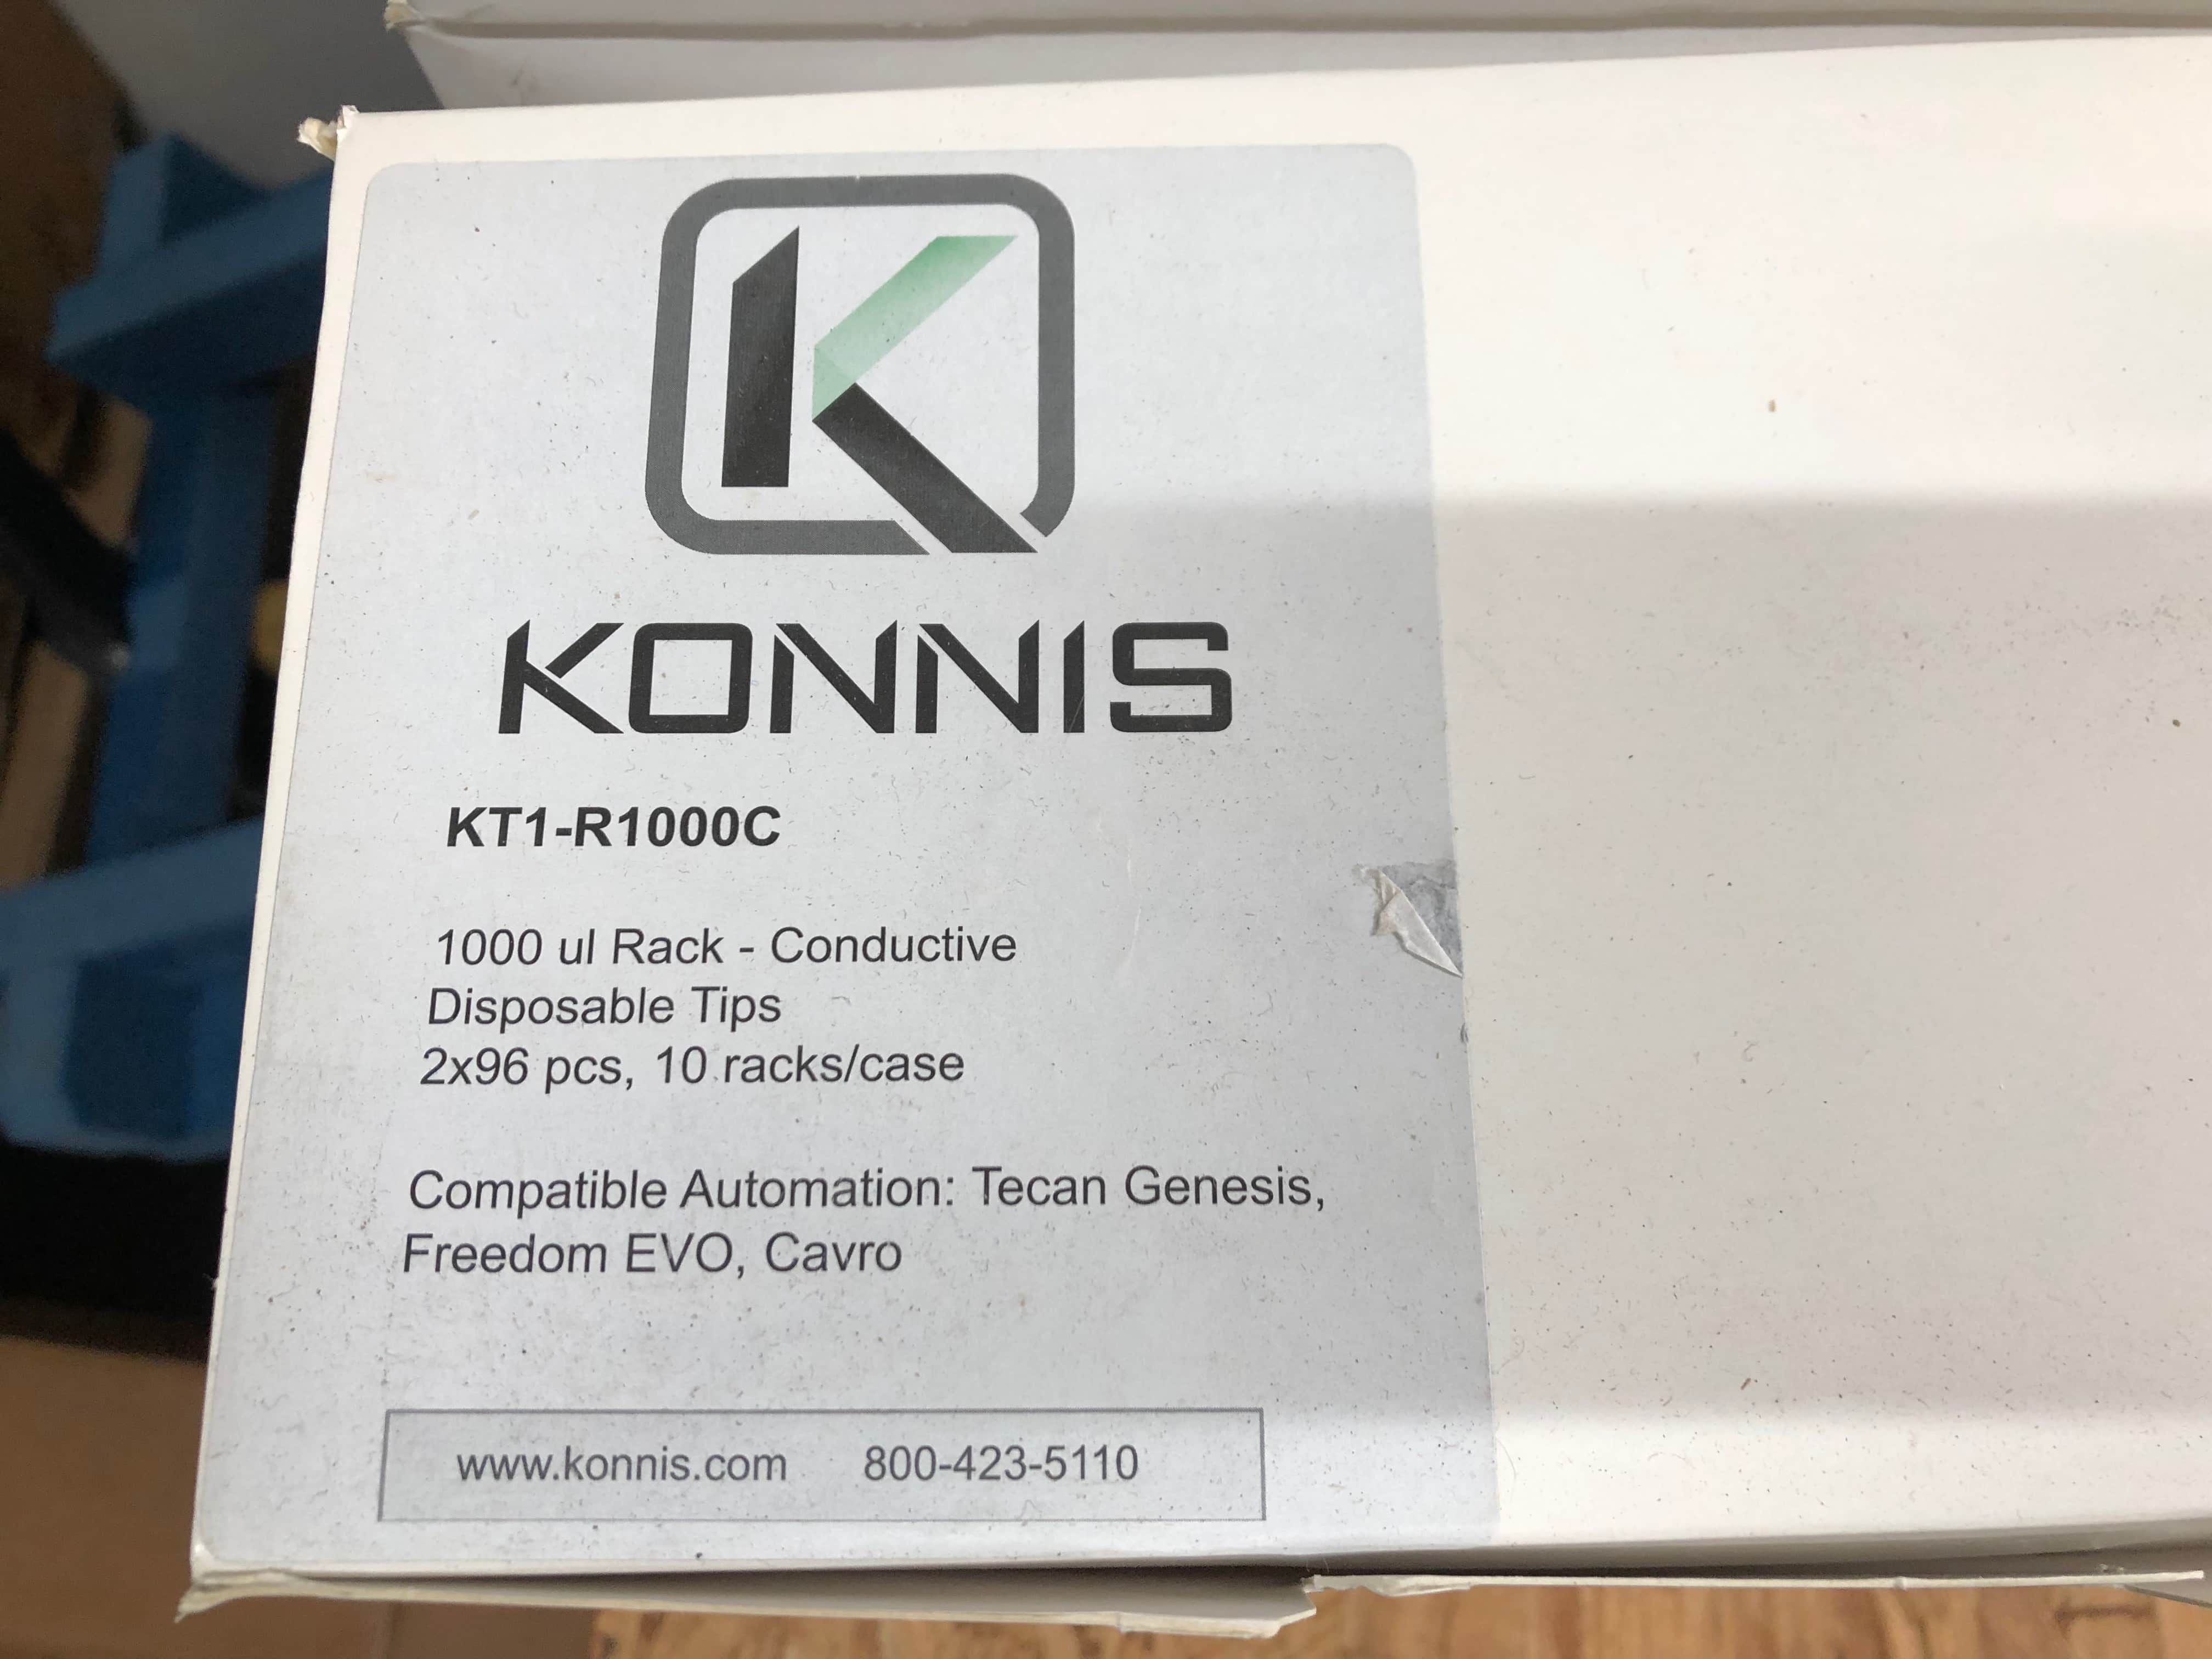 K
KONNIS
KT1-R1000C
1000 ul Rack - Conductive
Disposable Tips
2x96 pcs, 10 racks/case
Compatible Automation: Tecan Genesis,
Freedom EVO, Cavro
www.konnis.com 800-423-5110